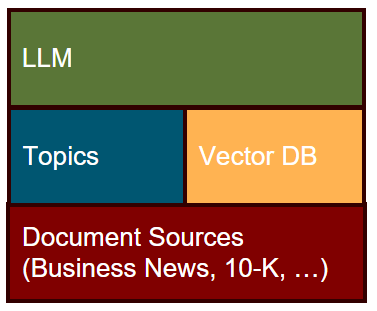 LLM
Topics
Vector DB
Document Sources
(Business News, 10-K, …)